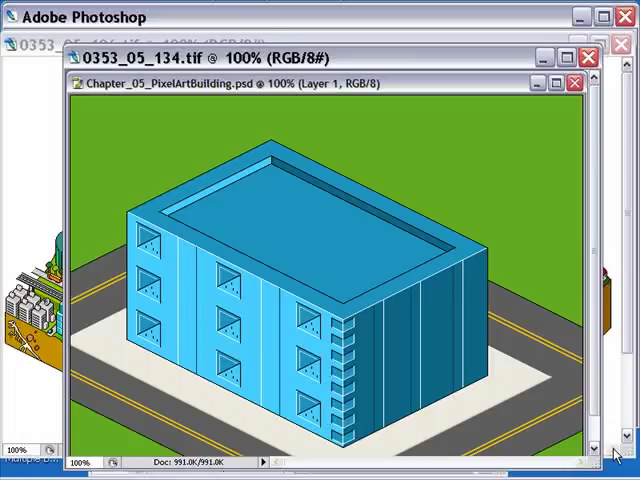 Adobe Photoshop
0353_05_134.tif @ 100% (RGB/8#)
Chapter_05_PixelArtBuilding.psd @ 100% (Layer 1, RGB/8)
100%
100%
Doc: 991.0K/991.0K